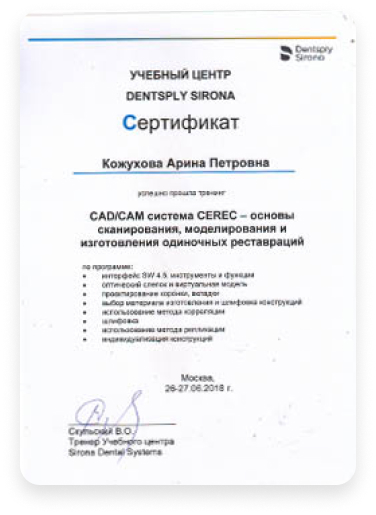 Dentsply
Sirona
УЧЕБНЫЙ ЦЕНТР
DENTSPLY SIRONA
Сертификат
Кожухова Арина Петровна
успешно прошла тренинг
CAD/CAM система CEREC – основы
сканирования, моделирования и
изготовления одиночных реставраций
по программе:
• интерфейс SW 4.5, инструменты и функции
• оптический слепок и виртуальная модель
• проектирование коронки, вкладки
• выбор материала изготовления и шлифовка конструкций
• использование метода корреляции
• шлифовка
• использование метода репликации
• индивидуализация конструкций
Москва,
26-27.06.2018 г.
Скульский В.О.
Тренер Учебного центра
Sirona Dental Systems